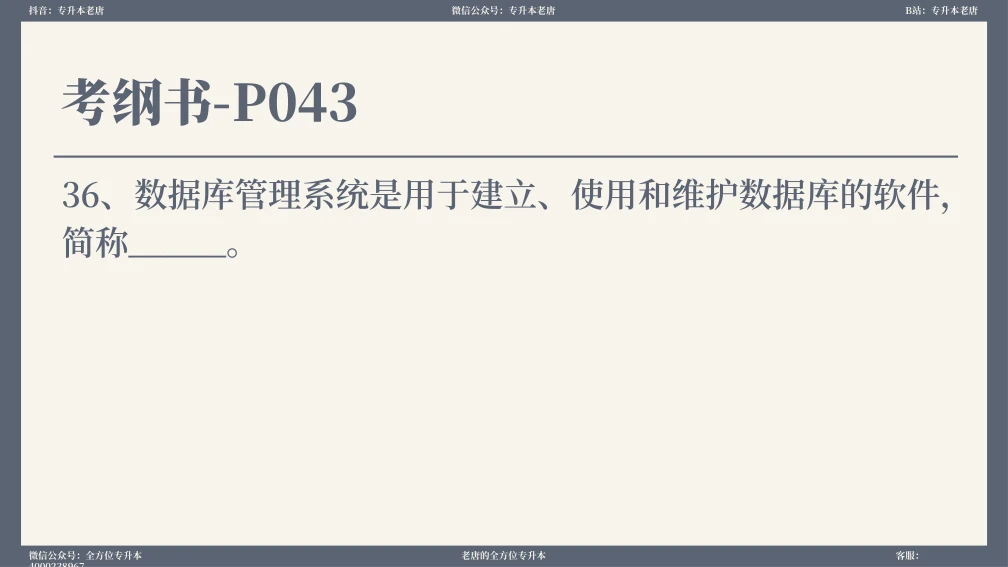 抖音：专升本老唐
微信公众号：专升本老唐
B站：专升本老唐
考纲书-P043
36、数据库管理系统是用于建立、使用和维护数据库的软件，
简称______。
微信公众号：全方位专升本
老唐的全方位专升本
客服：
4000238967